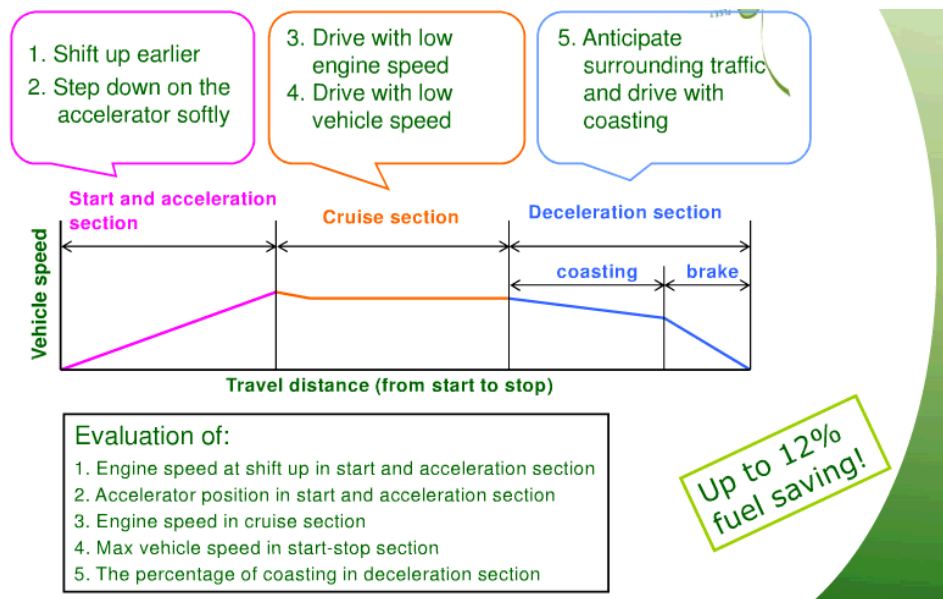 1. Shift up earlier
2. Step down on the
accelerator softly
3. Drive with low
engine speed
4. Drive with low
vehicle speed
5. Anticipate
surrounding traffic
and drive with
coasting
Start and acceleration
section
Cruise section
Deceleration section
coasting
brake
Vehicle speed
Travel distance (from start to stop)
Evaluation of:
1. Engine speed at shift up in start and acceleration section
2. Accelerator position in start and acceleration section
3. Engine speed in cruise section
4. Max vehicle speed in start-stop section
5. The percentage of coasting in deceleration section
Up to 12%
fuel saving!